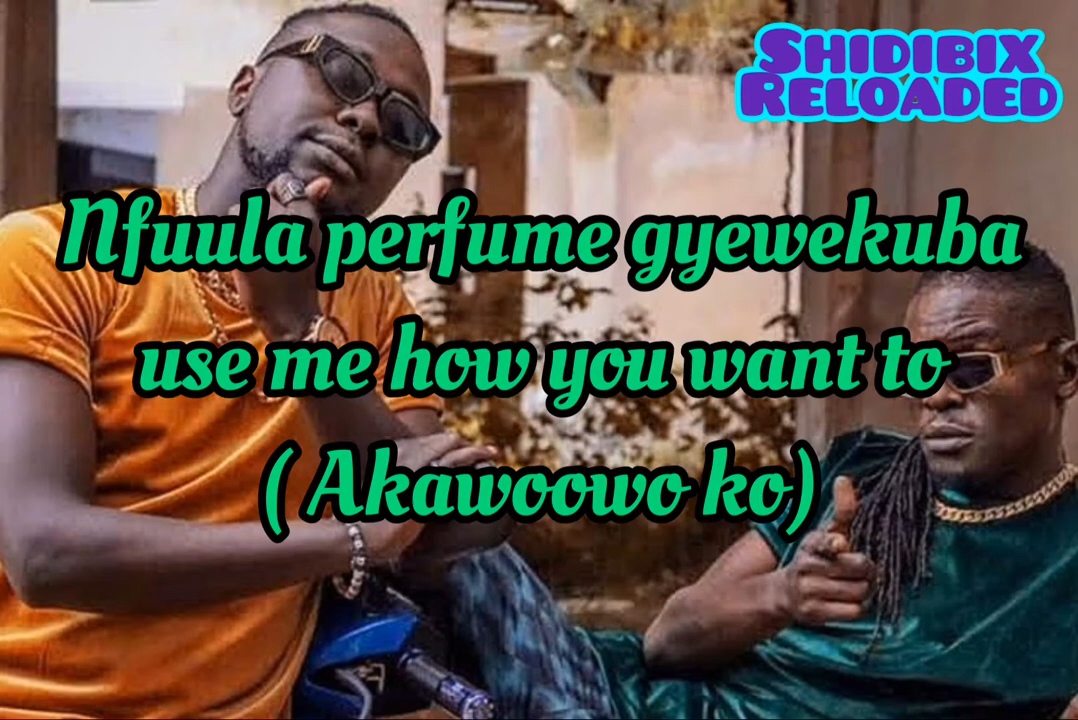 SHIDIBIX
RELOADED
Nfuula perfume gyewekuba
use me how you want to
( Akawoowo ko)